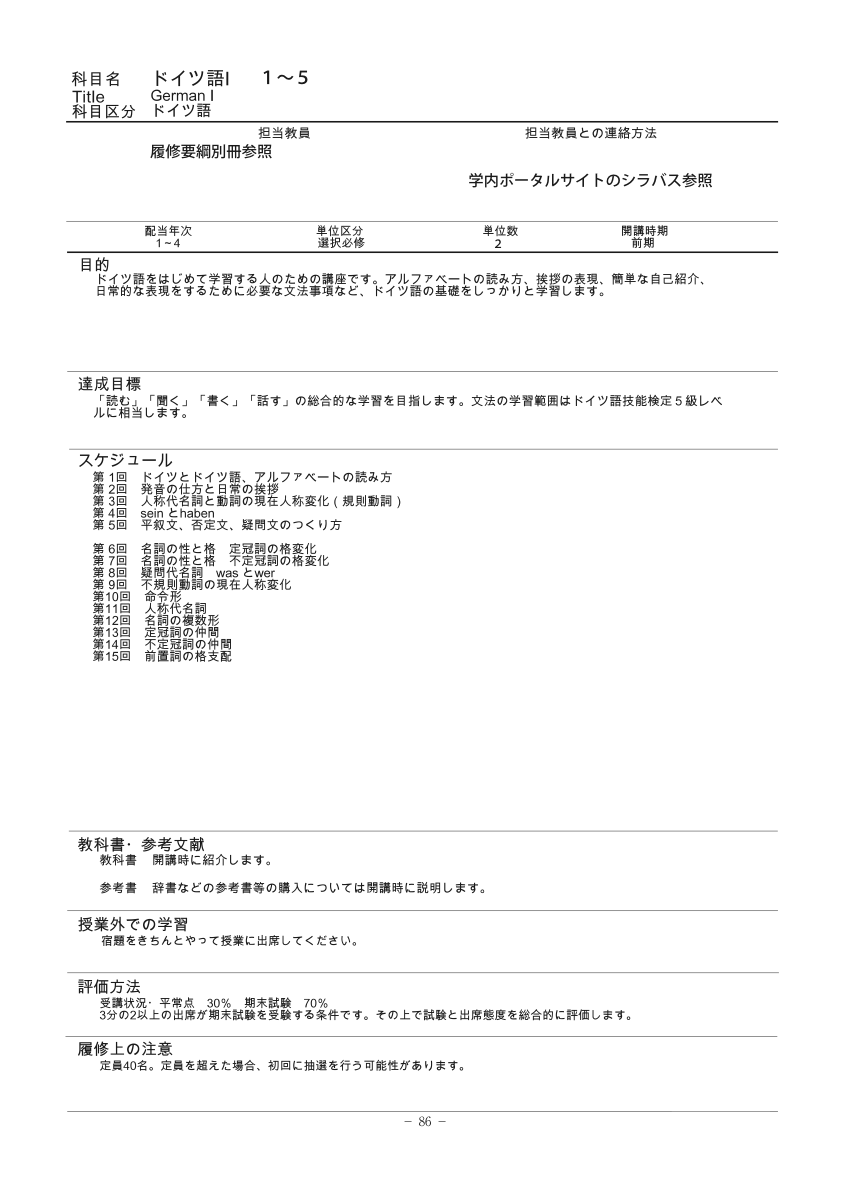 科目名　ドイツ語Ⅰ　１～５
Title　German Ⅰ
科目区分　ドイツ語
担当教員　担当教員との連絡方法
履修要綱別冊参照
学内ポータルサイトのシラバス参照
配当年次　単位区分　単位数　開講時期
1～4　選択必修　2　前期
目的
ドイツ語をはじめて学習する人のための講座です。アルファベートの読み方、挨拶の表現、簡単な自己紹介、
日常的な表現をするために必要な文法事項など、ドイツ語の基礎をしっかりと学習します。
達成目標
「読む」「聞く」「書く」「話す」の総合的な学習を目指します。文法の学習範囲はドイツ語技能検定５級レベ
ルに相当します。
スケジュール
第 1回　ドイツとドイツ語、アルファベートの読み方
第 2回　発音の仕方と日常の挨拶
第 3回　人称代名詞と動詞の現在人称変化（規則動詞）
第 4回　sein とhaben
第 5回　平叙文、否定文、疑問文のつくり方
第 6回　名詞の性と格　定冠詞の格変化
第 7回　名詞の性と格　不定冠詞の格変化
第 8回　疑問代名詞　was とwer
第 9回　不規則動詞の現在人称変化
第10回　命令形
第11回　人称代名詞
第12回　名詞の複数形
第13回　定冠詞の仲間
第14回　不定冠詞の仲間
第15回　前置詞の格支配
教科書・参考文献
教科書　開講時に紹介します。
参考書　辞書などの参考書等の購入については開講時に説明します。
授業外での学習
宿題をきちんとやって授業に出席してください。
評価方法
受講状況・平常点　30%　期末試験　70%
3分の2以上の出席が期末試験を受験する条件です。その上で試験と出席態度を総合的に評価します。
履修上の注意
定員40名。定員を超えた場合、初回に抽選を行う可能性があります。
－ 86 －